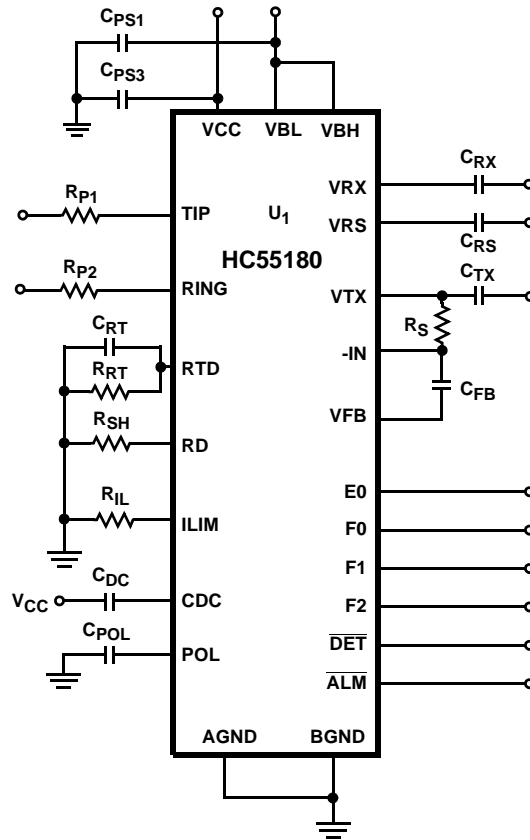 CPS1
CPS3
VCC VBL VBH
CRX
VRX
RP1
TIP
U1
VRS
CRS
HC55180
RP2
RING
CTX
VTX
RS
CRT
-IN
RTD
RRT
CFB
VFB
RSH
RD
E0
RIL
ILIM
F0
F1
CDC
VCC
CDC
F2
CPOL
POL
DET
ALM
AGND BGND